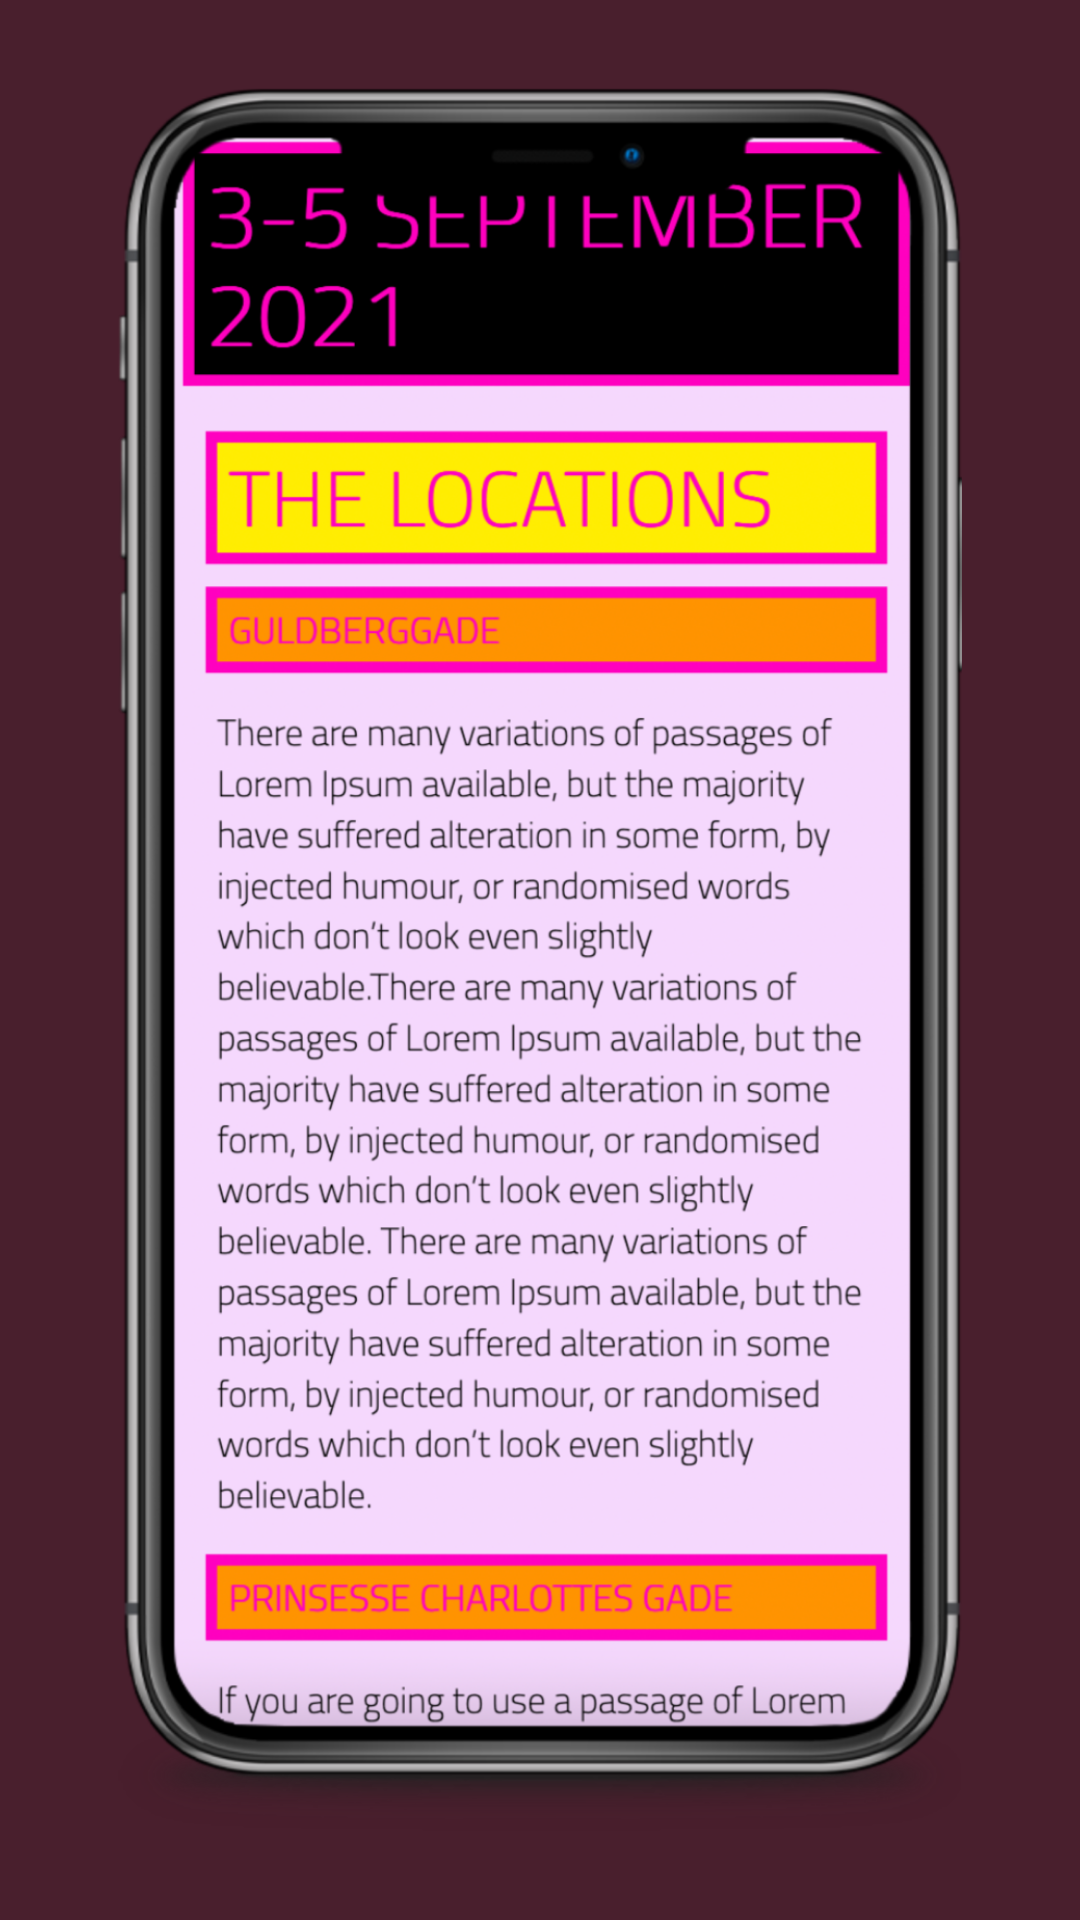 3-5 SEPTEMBER
2021
THE LOCATIONS
GULDBERGGADE
There are many variations of passages of
Lorem Ipsum available, but the majority
have suffered alteration in some form, by
injected humour, or randomised words
which don't look even slightly
believable.There are many variations of
passages of Lorem Ipsum available, but the
majority have suffered alteration in some
form, by injected humour, or randomised
words which don't look even slightly
believable. There are many variations of
passages of Lorem Ipsum available, but the
majority have suffered alteration in some
form, by injected humour, or randomised
words which don't look even slightly
believable.
PRINSESSE CHARLOTTES GADE
If you are going to use a passage of Lorem